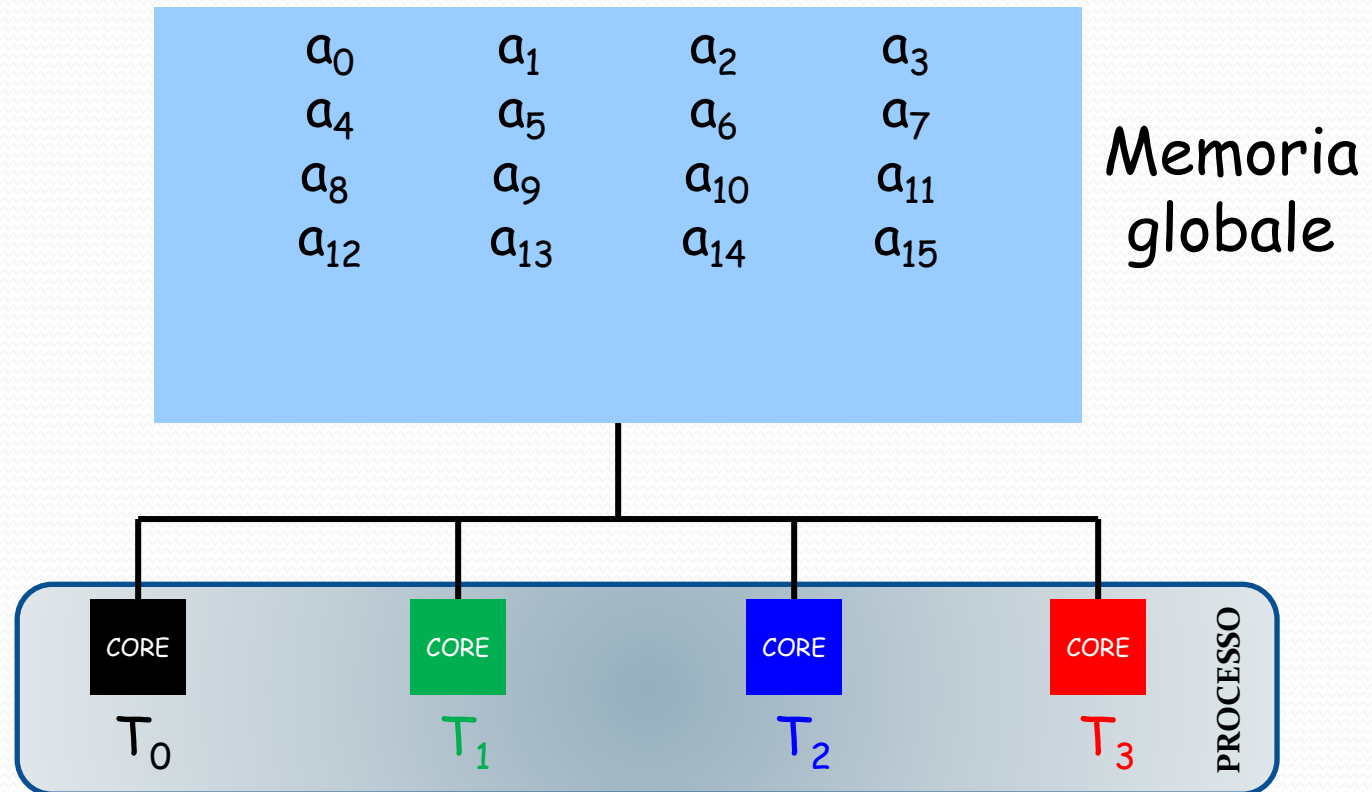 a₀ a₁ a₂ a₃
a₄ a₅ a₆ a₇
a₈ a₉ a₁₀ a₁₁
a₁₂ a₁₃ a₁₄ a₁₅
Memoria
globale
CORE CORE CORE CORE
T₀ T₁ T₂ T₃
PROCESSO